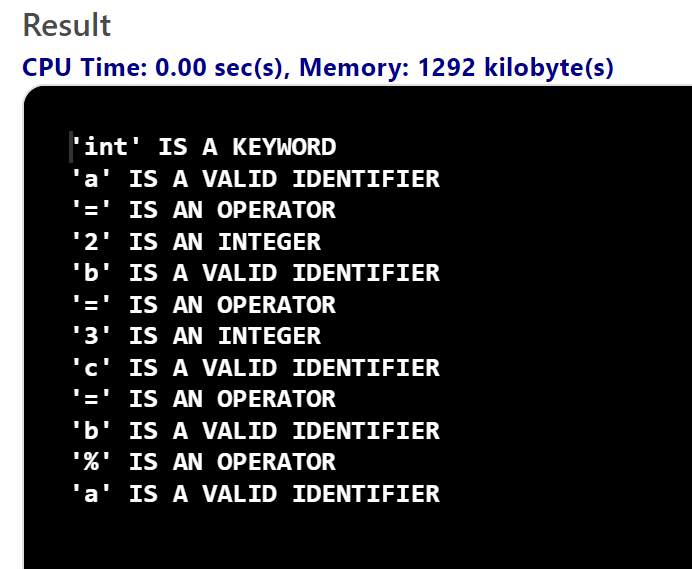 Result
CPU Time: 0.00 sec(s), Memory: 1292 kilobyte(s)
'int' IS A KEYWORD
'a' IS A VALID IDENTIFIER
'=' IS AN OPERATOR
'2' IS AN INTEGER
'b' IS A VALID IDENTIFIER
'=' IS AN OPERATOR
'3' IS AN INTEGER
'c' IS A VALID IDENTIFIER
'=' IS AN OPERATOR
'b' IS A VALID IDENTIFIER
'%' IS AN OPERATOR
'a' IS A VALID IDENTIFIER